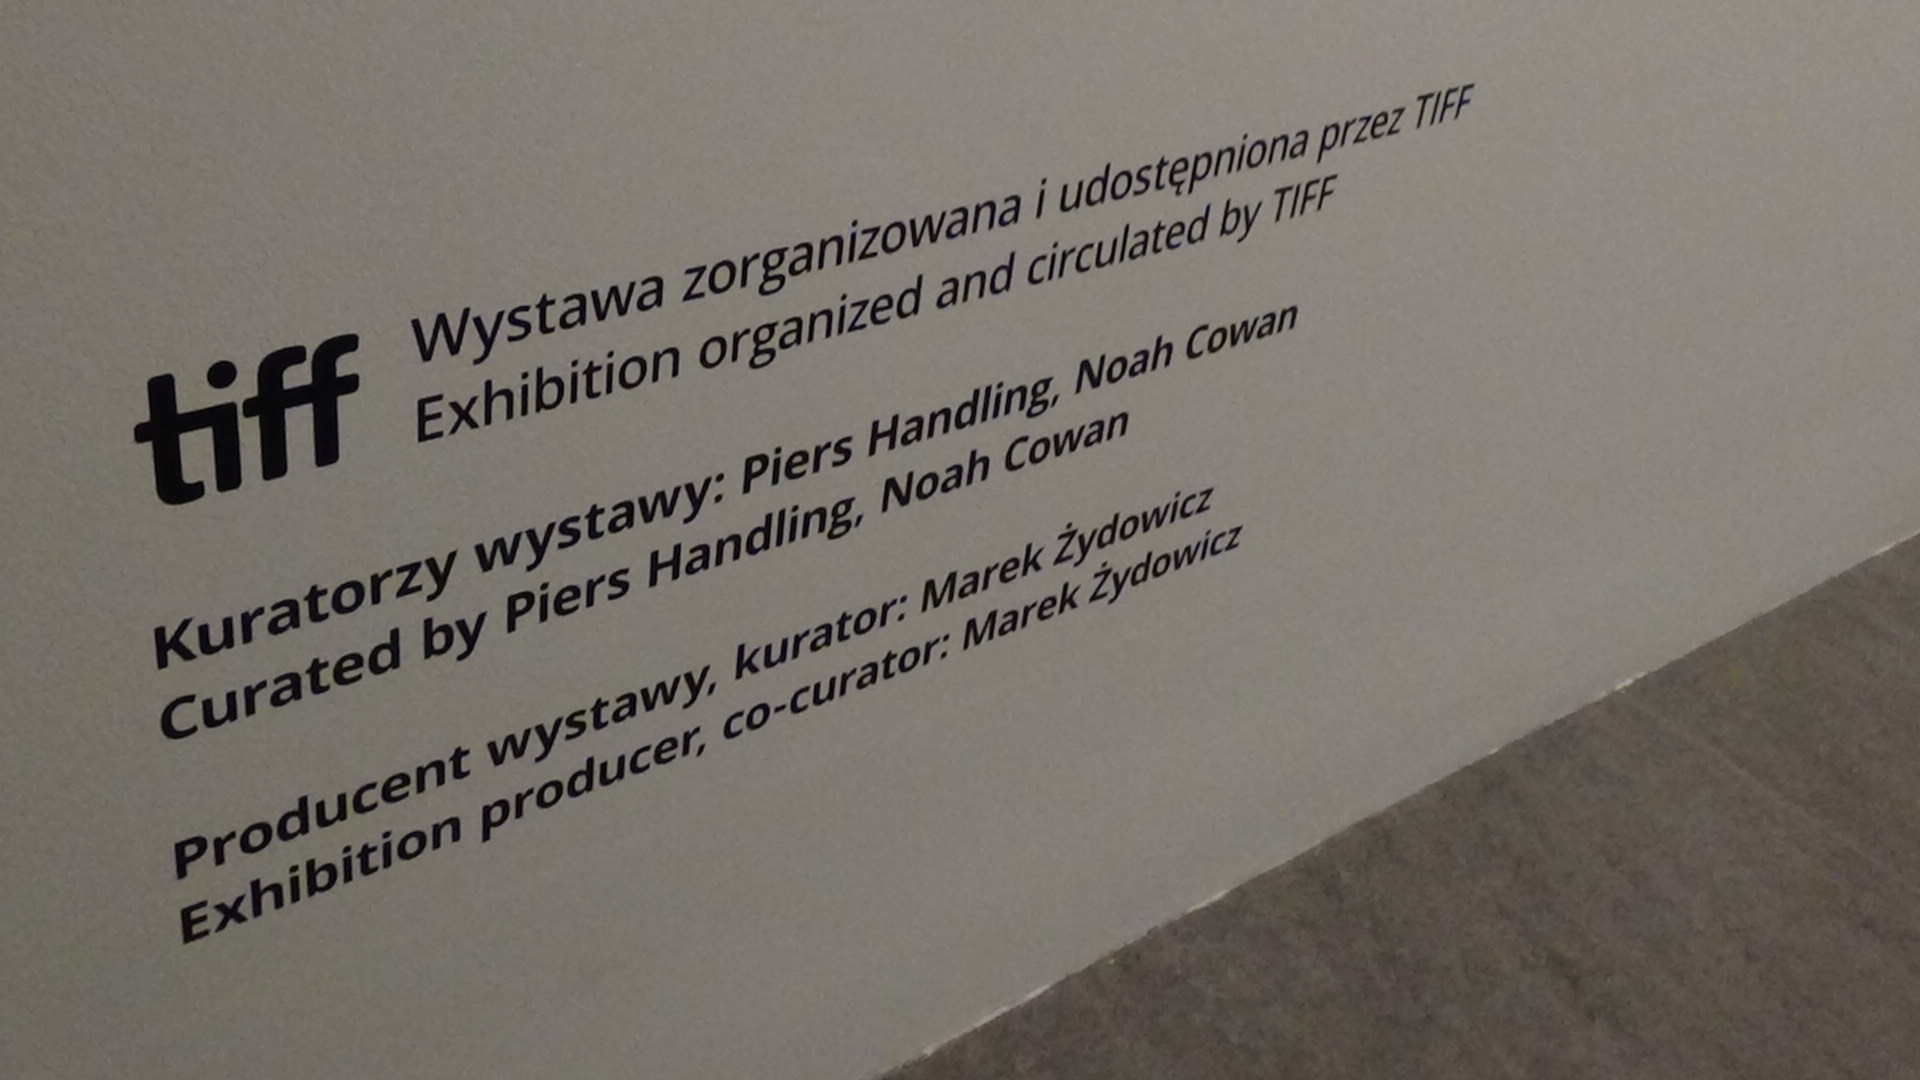 tiff
Wystawa zorganizowana i udostępniona przez TIFF
Exhibition organized and circulated by TIFF
Kuratorzy wystawy: Piers Handling, Noah Cowan
Curated by Piers Handling, Noah Cowan
Producent wystawy, kurator: Marek Żydowicz
Exhibition producer, co-curator: Marek Żydowicz